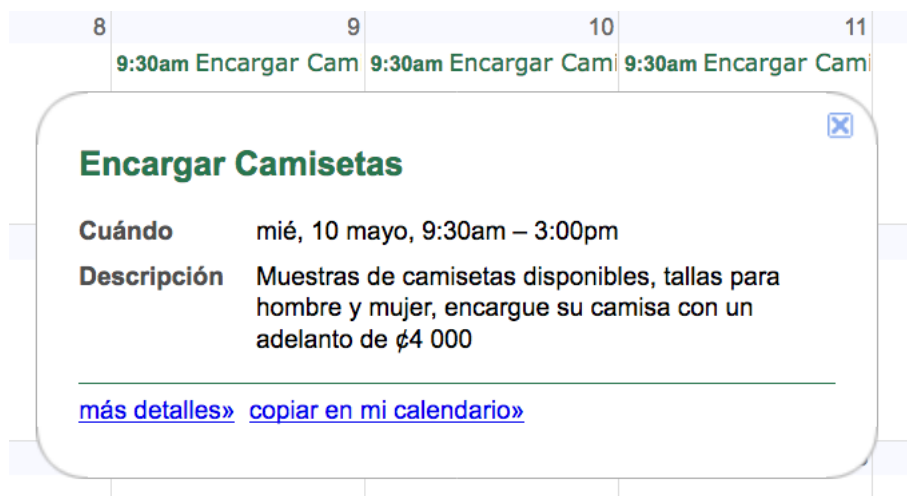 8 9 10 11
9:30am Encargar Cam 9:30am Encargar Cami 9:30am Encargar Cami
Encargar Camisetas
Cuándo mié, 10 mayo, 9:30am – 3:00pm
Descripción Muestras de camisetas disponibles, tallas para
hombre y mujer, encargue su camisa con un
adelanto de ¢4 000
más detalles» copiar en mi calendario»